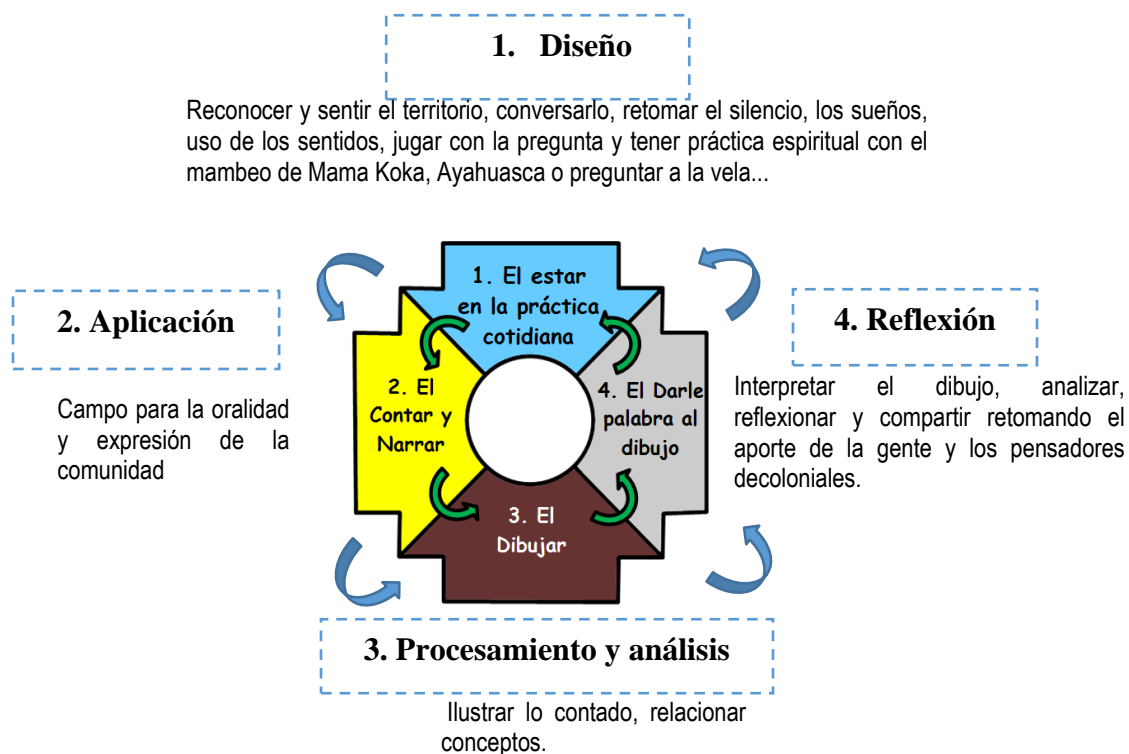 1. Diseño
Reconocer y sentir el territorio, conversarlo, retomar el silencio, los sueños,
uso de los sentidos, jugar con la pregunta y tener práctica espiritual con el
mambeo de Mama Koka, Ayahuasca o preguntar a la vela...
1. El estar
en la práctica
cotidiana
2. Aplicación
Campo para la oralidad
y expresión de la
comunidad
2. El
Contar y
Narrar
4. El Darle
palabra al
dibujo
4. Reflexión
Interpretar el dibujo, analizar,
reflexionar y compartir retomando el
aporte de la gente y los pensadores
decoloniales.
3. El
Dibujar
3. Procesamiento y análisis
Ilustrar lo contado, relacionar
conceptos.